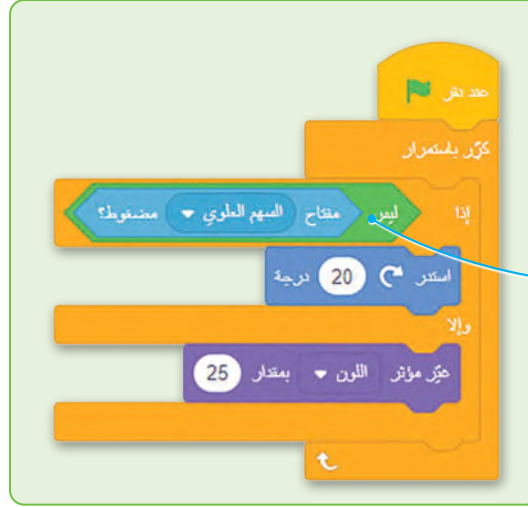 عند نقر
كرّر باستمرار
إذا ليس مفتاح السهم العلوي مضغوط؟
استدر 20 درجة
وإلا
غيّر مؤثر اللون بمقدار 25